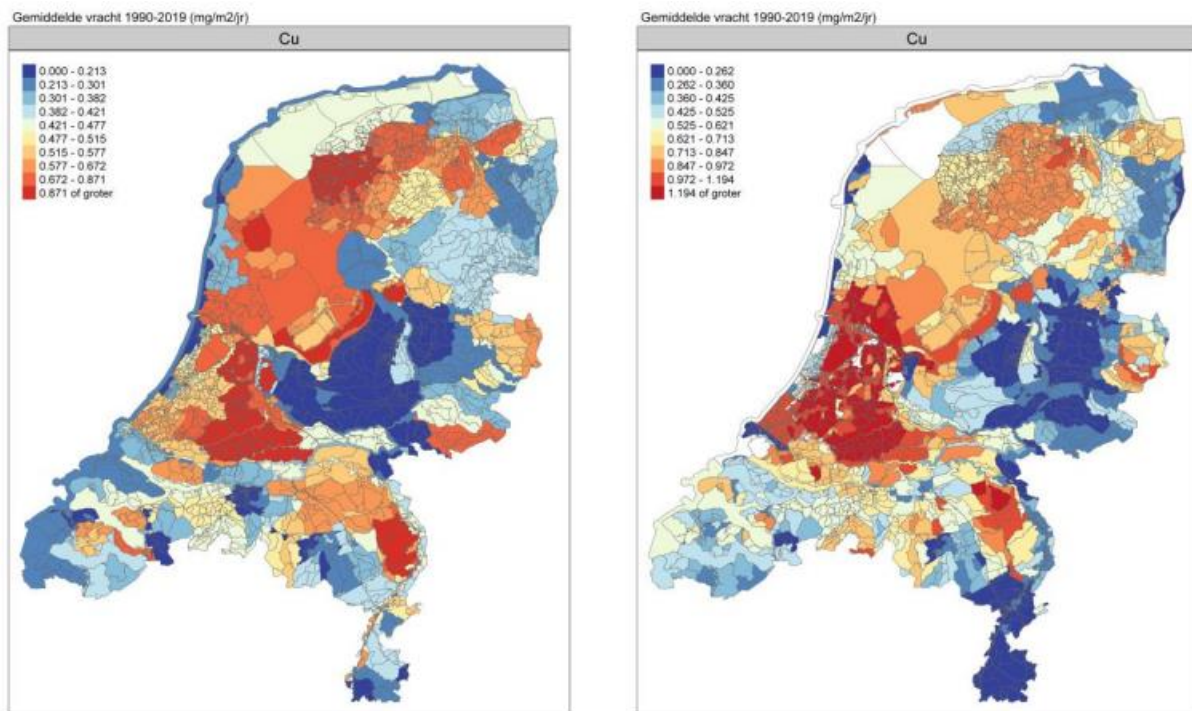 Gemiddelde vracht 1990-2019 (mg/m2/jr)
Cu
0.000 - 0.213
0.213 - 0.301
0.301 - 0.382
0.382 - 0.421
0.421 - 0.477
0.477 - 0.515
0.515 - 0.577
0.577 - 0.672
0.672 - 0.871
0.871 of groter
Gemiddelde vracht 1990-2019 (mg/m2/jr)
Cu
0.000 - 0.262
0.262 - 0.360
0.360 - 0.425
0.425 - 0.525
0.525 - 0.621
0.621 - 0.713
0.713 - 0.847
0.847 - 0.972
0.972 - 1.194
1.194 of groter